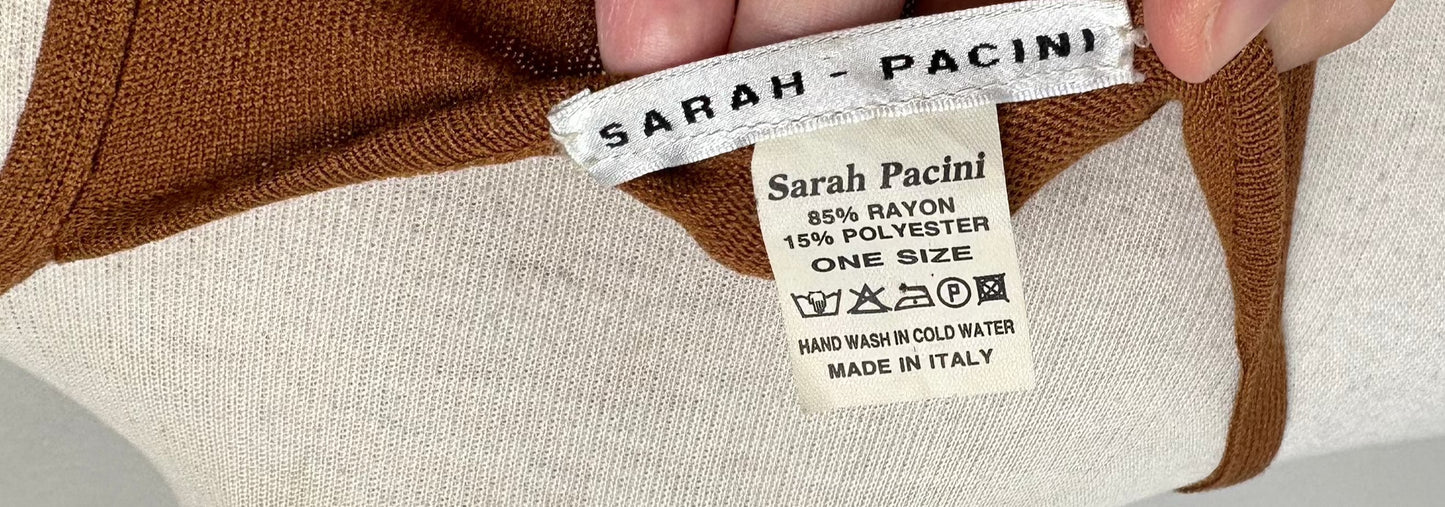 SARAH - PACINI
Sarah Pacini
85% RAYON
15% POLYESTER
ONE SIZE
P
HAND WASH IN COLD WATER
MADE IN ITALY